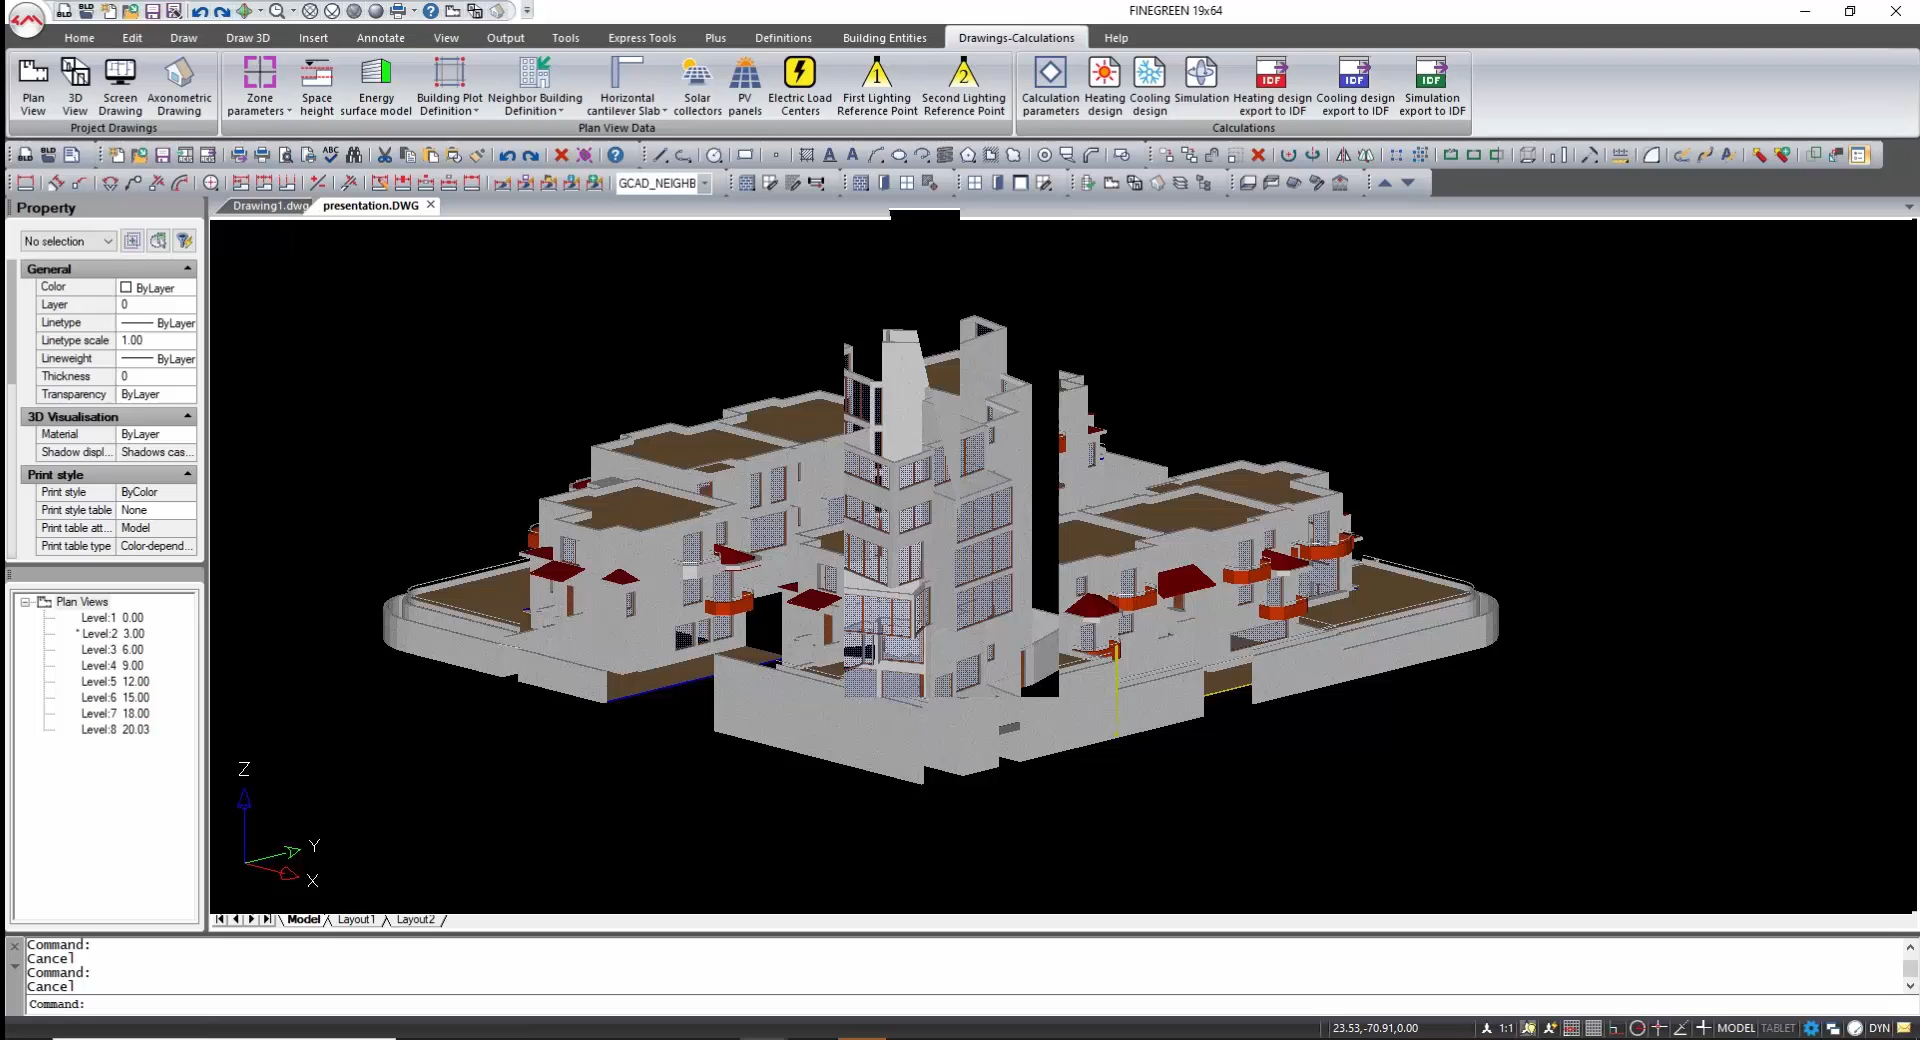 FINEGREEN 19x64
Home Edit Draw Draw 3D Insert Annotate View Output Tools Express Tools Plus Definitions Building Entities Drawings-Calculations Help
Plan View
3D View
Screen Drawing
Axonometric Drawing
Zone parameters
Space height
Energy surface model
Building Plot Definition
Neighbor Building Definition
Horizontal cantilever Slab
Solar collectors
PV panels
Electric Load Centers
First Lighting Reference Point
Second Lighting Reference Point
Calculation parameters
Heating design
Cooling design
Simulation
Heating design export to IDF
Cooling design export to IDF
Simulation export to IDF
Project Drawings
Plan View Data
Calculations
GCAD_NEIGHB
Property
Drawing1.dwg
presentation.DWG
No selection
General
Color ByLayer
Layer 0
Linetype ByLayer
Linetype scale 1.00
Lineweight ByLayer
Thickness 0
Transparency ByLayer
3D Visualisation
Material ByLayer
Shadow displ... Shadows cas...
Print style
Print style ByColor
Print style table None
Print table att... Model
Print table type Color-depend...
Plan Views
Level:1 0.00
* Level:2 3.00
Level:3 6.00
Level:4 9.00
Level:5 12.00
Level:6 15.00
Level:7 18.00
Level:8 20.03
Z
Y
X
Model Layout1 Layout2
Command:
Cancel
Command:
Cancel
Command:
23.53,-70.91,0.00 1:1 MODEL TABLET DYN